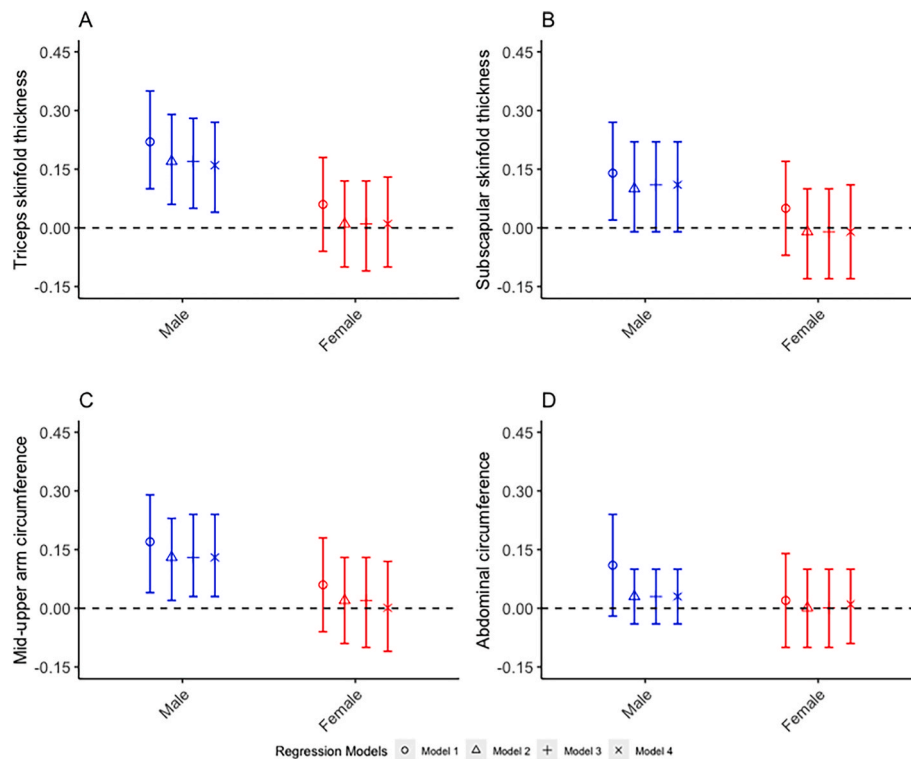 A
Triceps skinfold thickness
0.45
0.30
0.15
0.00
-0.15
Male
Female
B
Subscapular skinfold thickness
0.45
0.30
0.15
0.00
-0.15
Male
Female
C
Mid-upper arm circumference
0.45
0.30
0.15
0.00
-0.15
Male
Female
D
Abdominal circumference
0.45
0.30
0.15
0.00
-0.15
Male
Female
Regression Models Model 1 Model 2 Model 3 Model 4